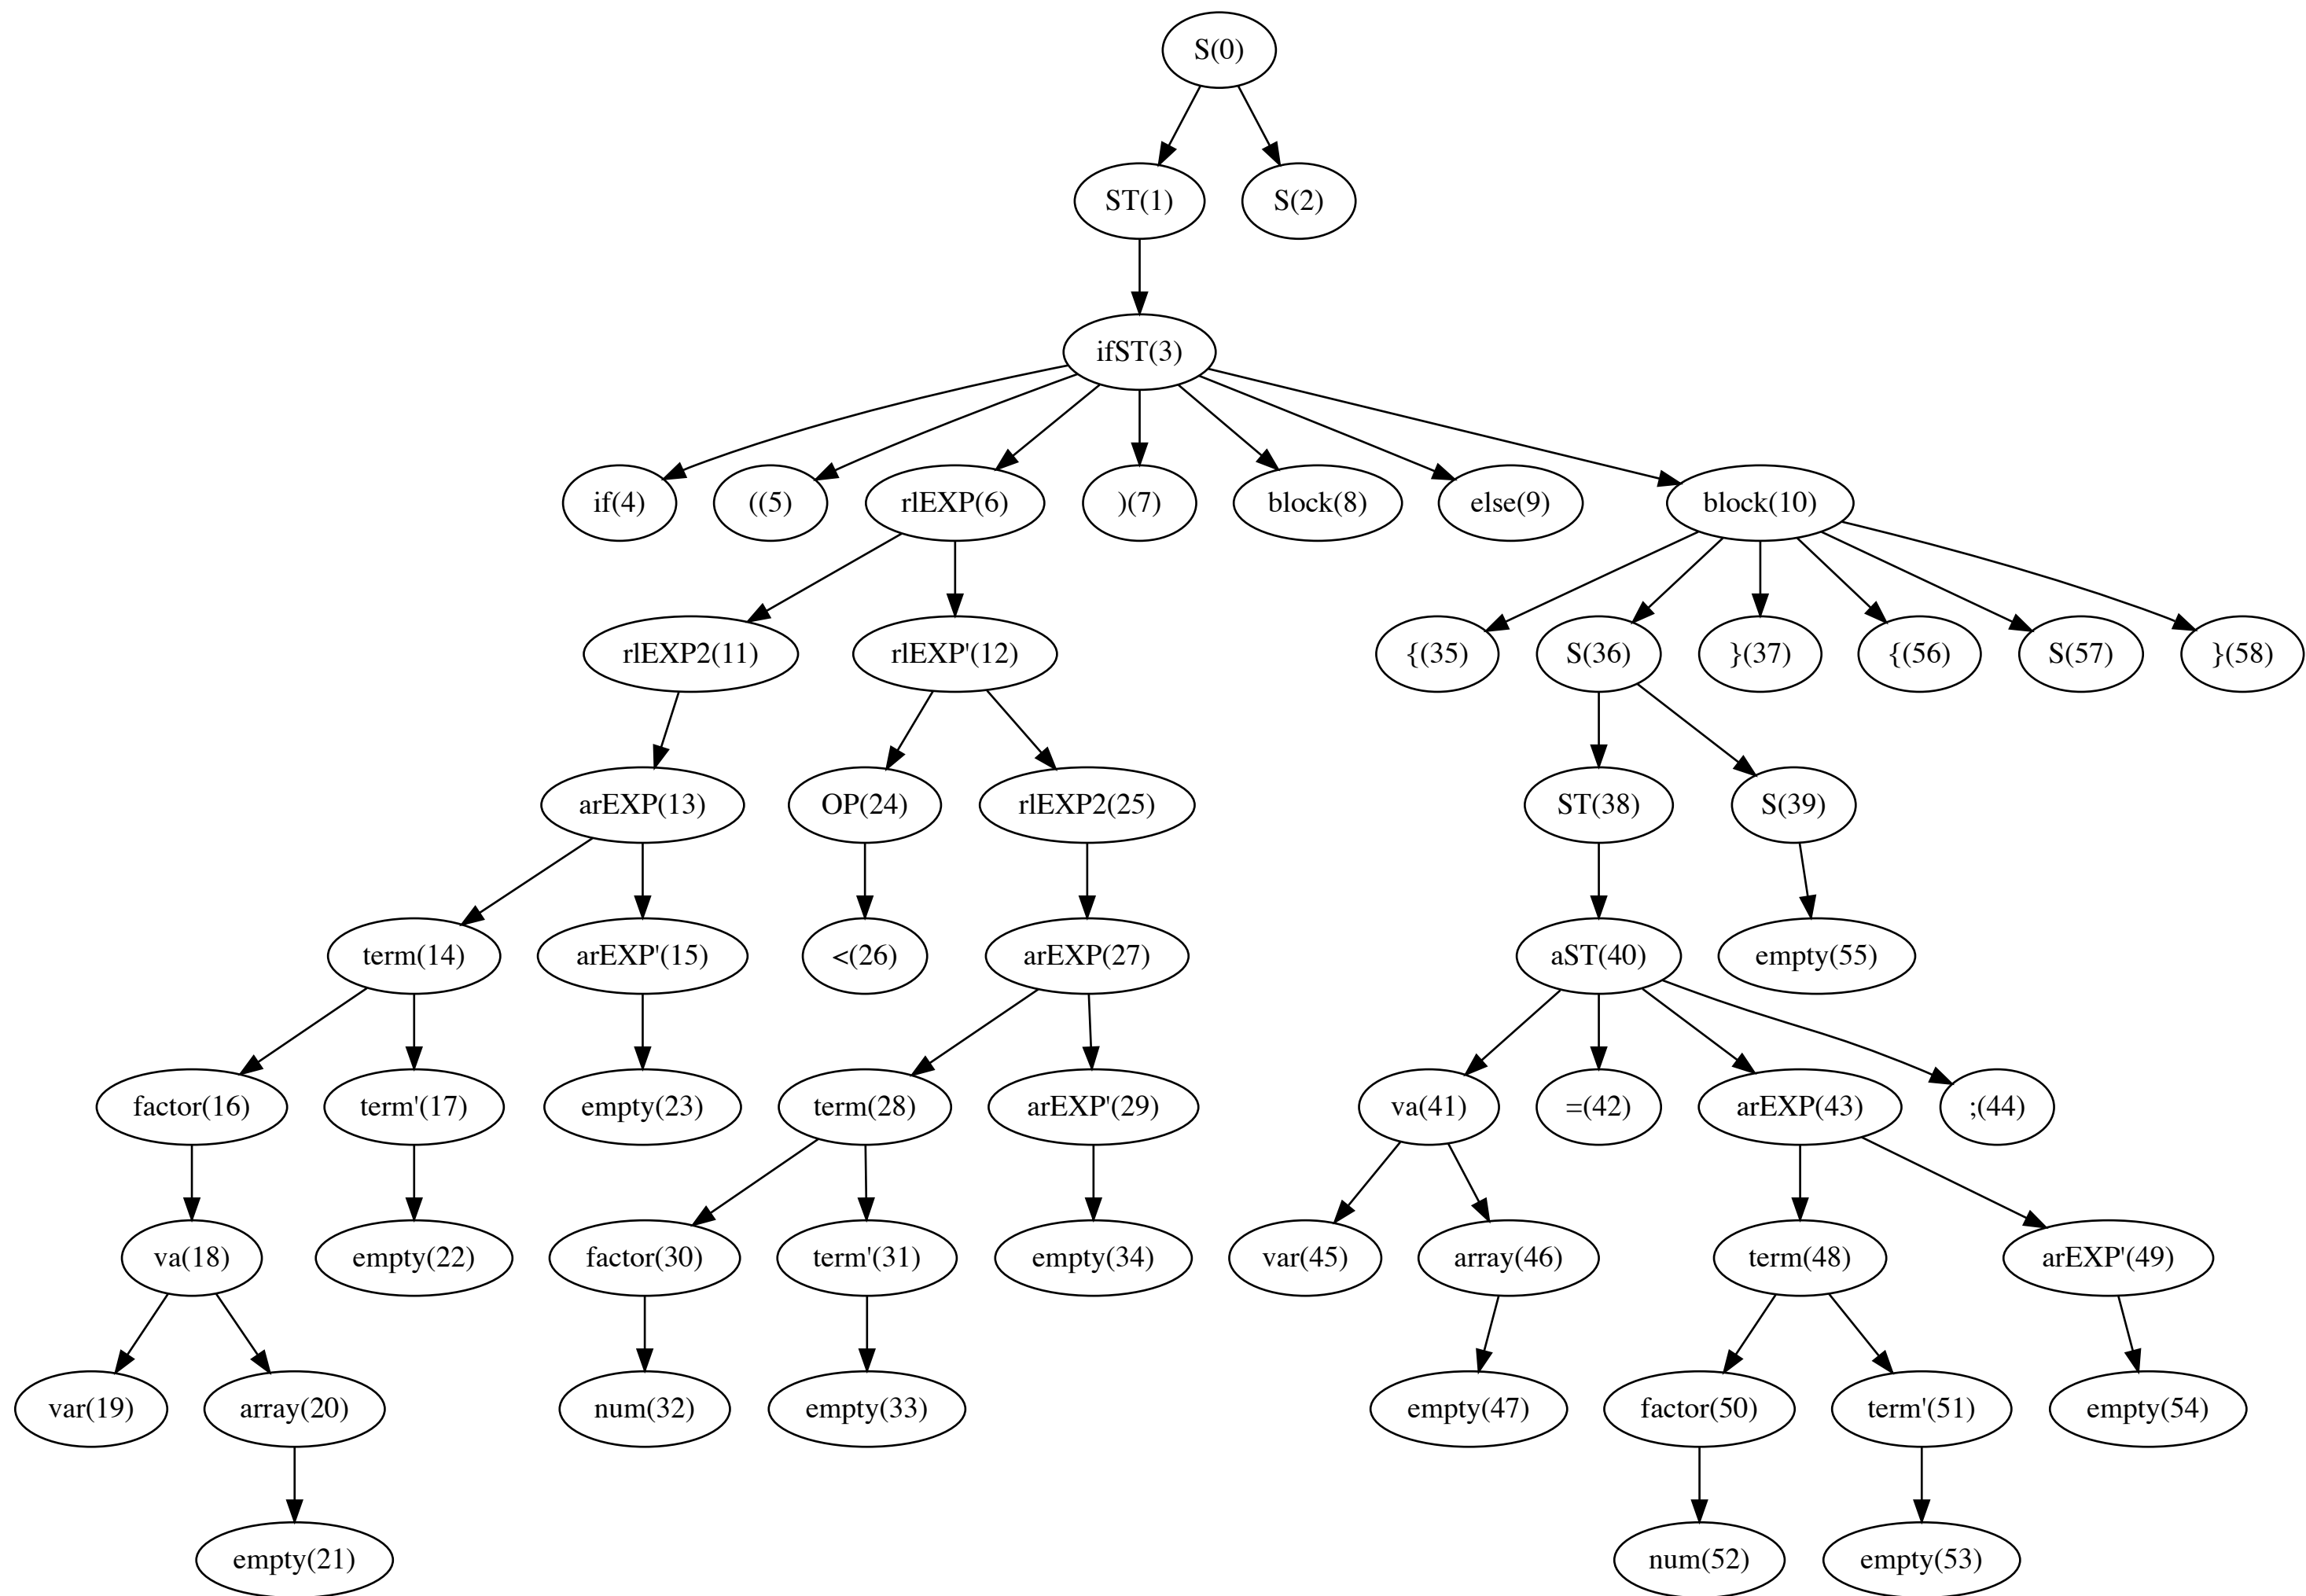 S(0)
ST(1) S(2)
ifST(3)
if(4) ((5) rlEXP(6) )(7) block(8) else(9) block(10)
rlEXP2(11) rlEXP'(12) {(35) S(36) }(37) {(56) S(57) }(58)
arEXP(13) OP(24) rlEXP2(25) ST(38) S(39)
term(14) arEXP'(15) <(26) arEXP(27) aST(40) empty(55)
factor(16) term'(17) empty(23) term(28) arEXP'(29) va(41) =(42) arEXP(43) ;(44)
va(18) empty(22) factor(30) term'(31) empty(34) var(45) array(46) term(48) arEXP'(49)
var(19) array(20) num(32) empty(33) empty(47) factor(50) term'(51) empty(54)
empty(21) num(52) empty(53)